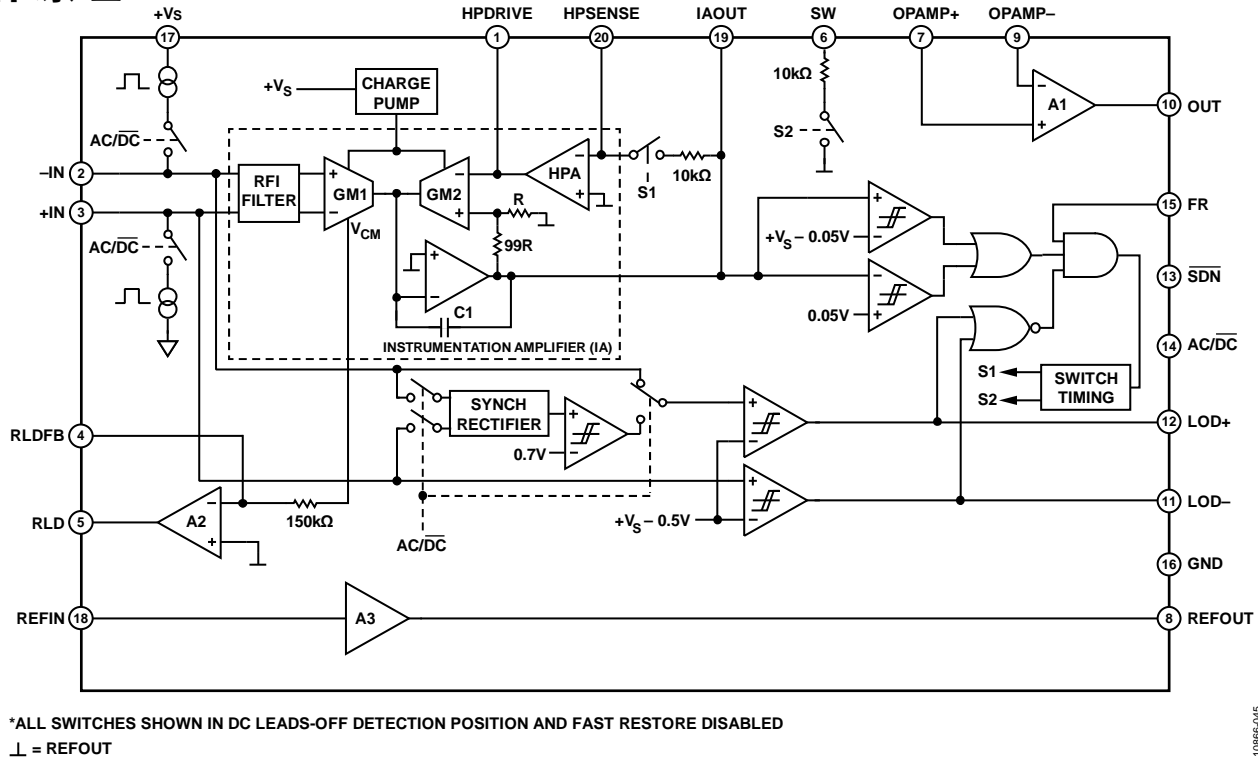 +VS
HPDRIVE
HPSENSE
IAOUT
SW
OPAMP+
OPAMP–
17
1
20
19
6
7
9
10kΩ
+VS
CHARGE
PUMP
–
A1
+
10
OUT
AC/DC
S2
–IN
2
RFI
FILTER
+
GM1
–
GM2
–
+
–
HPA
+
S1
10kΩ
R
+IN
3
VCM
99R
AC/DC
+
–
C1
INSTRUMENTATION AMPLIFIER (IA)
+
+VS – 0.05V
–
–
0.05V
+
15
FR
13
SDN
14
AC/DC
S1
S2
SWITCH
TIMING
SYNCH
RECTIFIER
+
0.7V
–
+
–
12
LOD+
RLDFB
4
+
+VS – 0.5V
–
11
LOD–
150kΩ
RLD
5
A2
–
+
AC/DC
16
GND
REFIN
18
A3
8
REFOUT
*ALL SWITCHES SHOWN IN DC LEADS-OFF DETECTION POSITION AND FAST RESTORE DISABLED
⊥ = REFOUT
10866-045